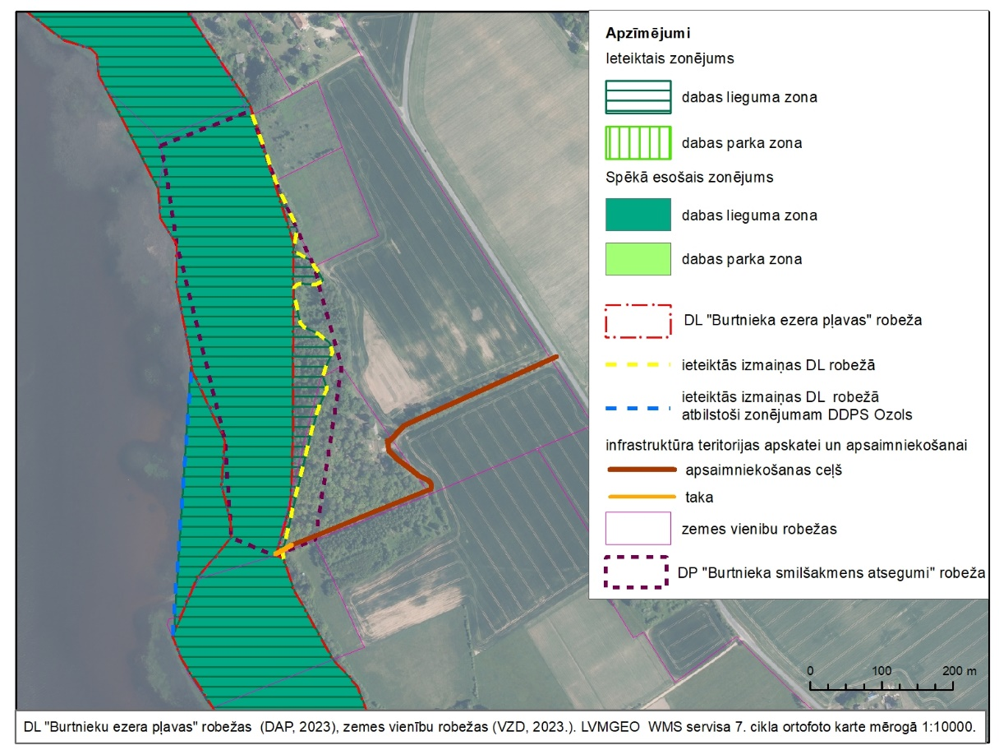 Apzīmējumi
Ieteiktais zonējums
dabas lieguma zona
dabas parka zona
Spēkā esošais zonējums
dabas lieguma zona
dabas parka zona
DL "Burtnieka ezera pļavas" robeža
ieteiktās izmaiņas DL robežā
ieteiktās izmaiņas DL robežā
atbilstoši zonējumam DDPS Ozols
infrastruktūra teritorijas apskatei un apsaimniekošanai
apsaimniekošanas ceļš
taka
zemes vienību robežas
DP "Burtnieka smilšakmens atsegumi" robeža
0 100 200 m
DL "Burtnieku ezera pļavas" robežas (DAP, 2023), zemes vienību robežas (VZD, 2023.). LVMGEO WMS servisa 7. cikla ortofoto karte mērogā 1:10000.